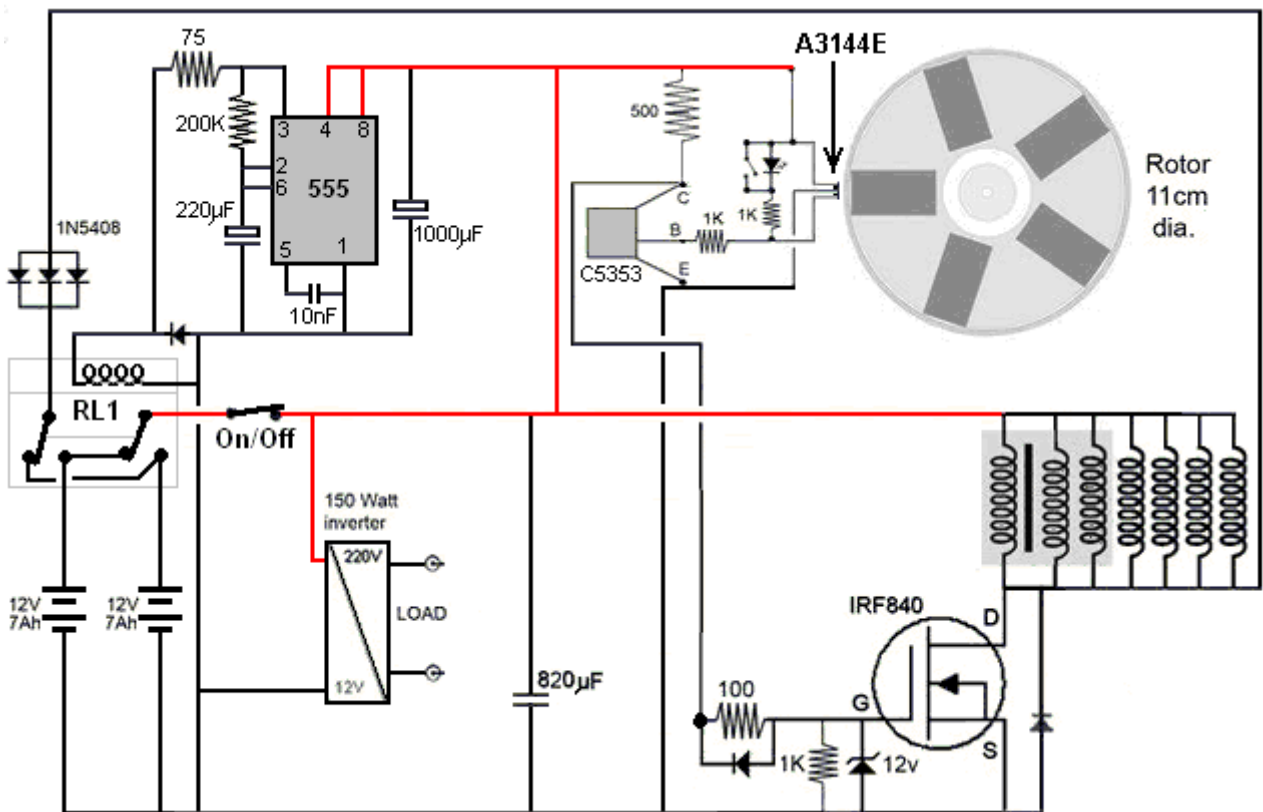 75
A3144E
200K
3
4
8
500
2
6
555
220µF
1000µF
5
1
10nF
1N5408
C
B
E
1K
1K
C5353
Rotor
11cm
dia.
RL1
On/Off
150 Watt
inverter
220V
LOAD
12V
12V
7Ah
12V
7Ah
820µF
IRF840
D
G
S
100
1K
12v